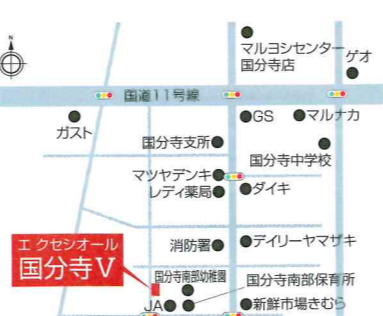 N
マルヨシセンター
国分寺店
ゲオ
国道11号線
ガスト
GS
マルナカ
国分寺支所
国分寺中学校
マツヤデンキ
レディ薬局
ダイキ
エクセシオール
国分寺Ⅴ
消防署
デイリーヤマザキ
国分寺南部幼稚園
国分寺南部保育所
JA
新鮮市場きむら